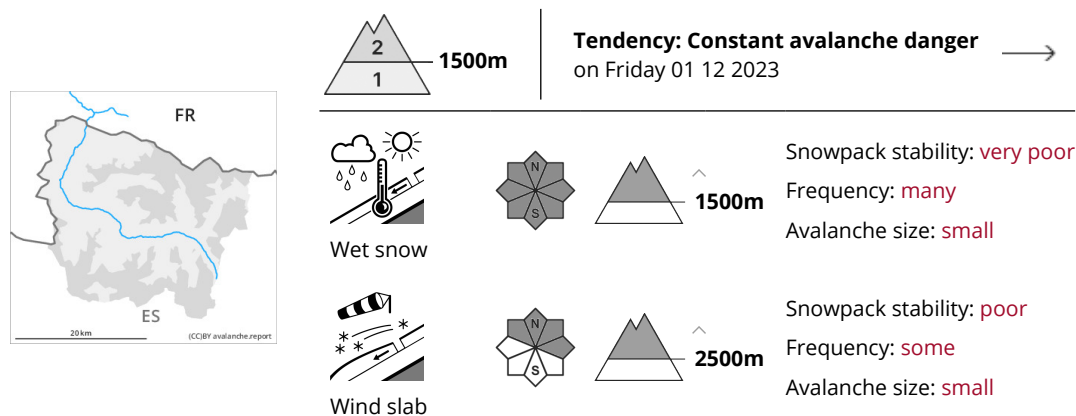 2
1
1500m
Tendency: Constant avalanche danger
on Friday 01 12 2023
FR
ES
20 km
(CC)BY avalanche.report
Wet snow
N
S
1500m
Snowpack stability: very poor
Frequency: many
Avalanche size: small
Wind slab
N
S
2500m
Snowpack stability: poor
Frequency: some
Avalanche size: small